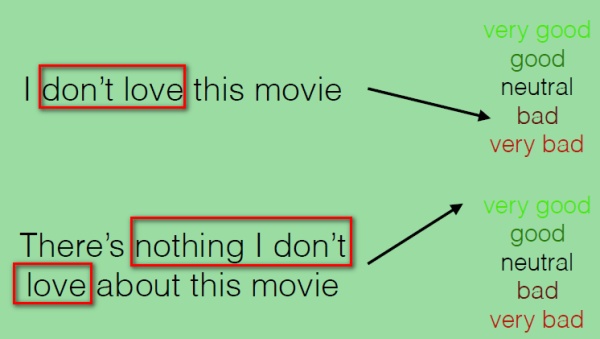 I don't love this movie
very good
good
neutral
bad
very bad
There's nothing I don't
love about this movie
very good
good
neutral
bad
very bad